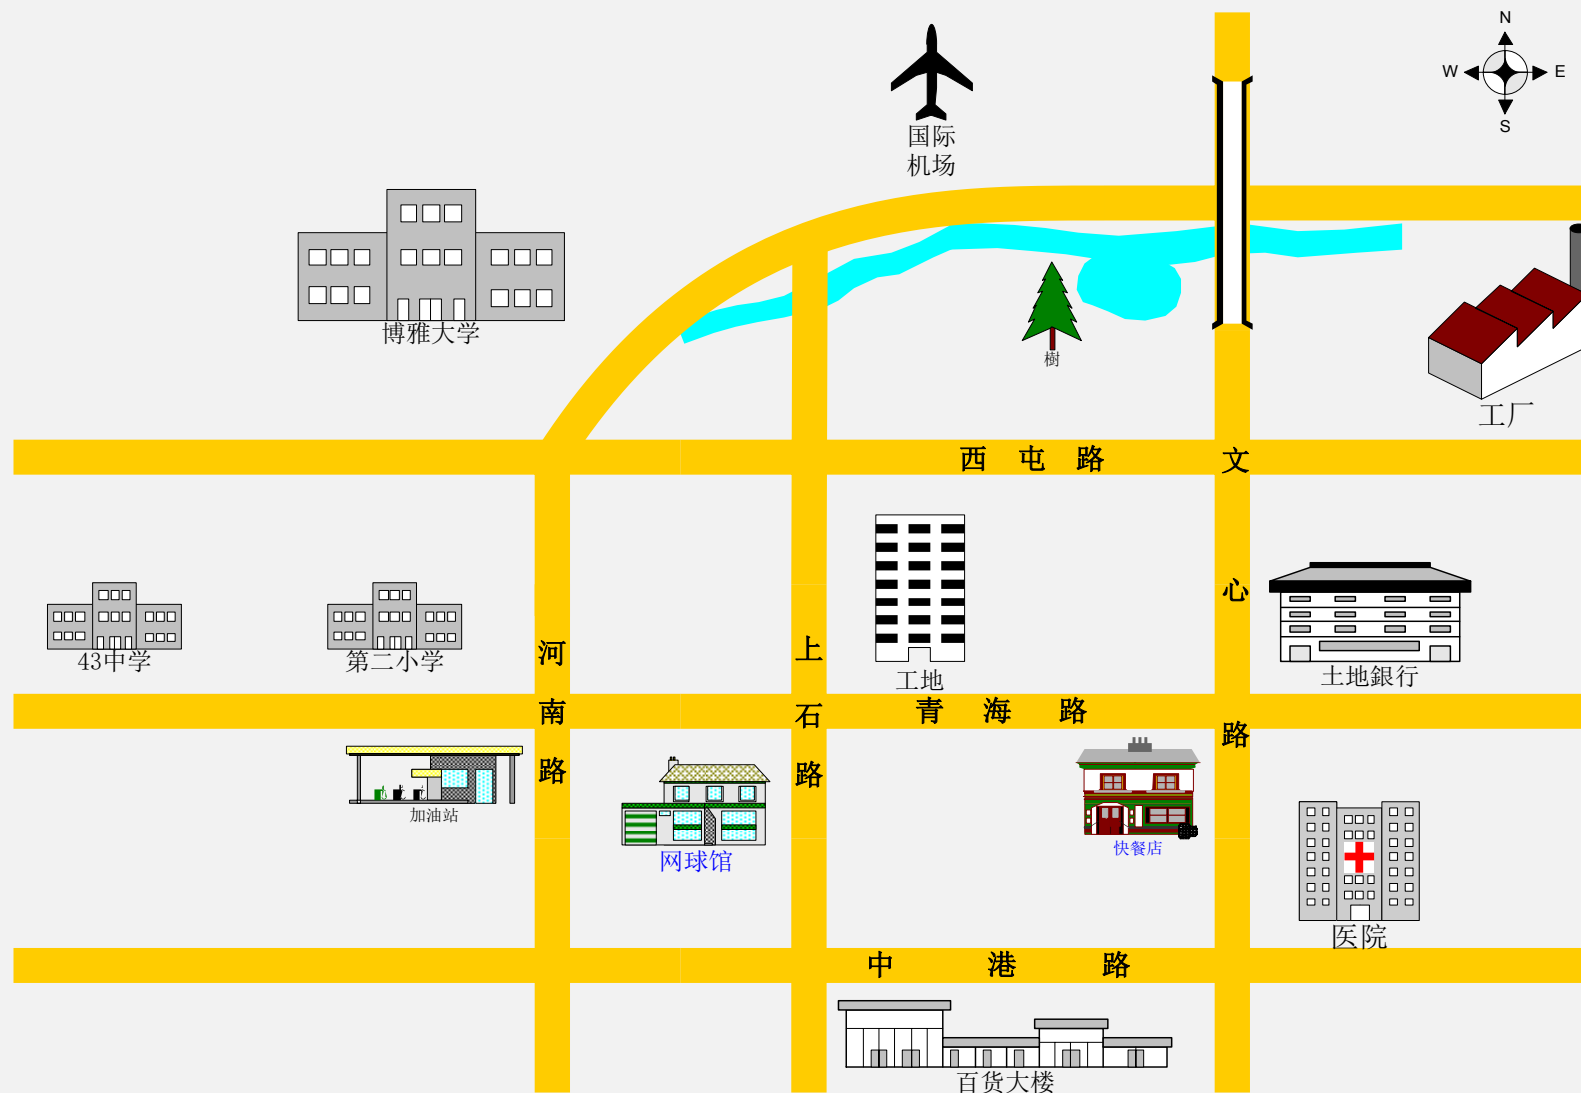 N
W E
S
国际
机场
博雅大学
樹
工厂
西屯路
文心路
43中学
第二小学
河南路
上石路
工地
土地銀行
青海路
加油站
网球馆
快餐店
医院
中港路
百货大楼